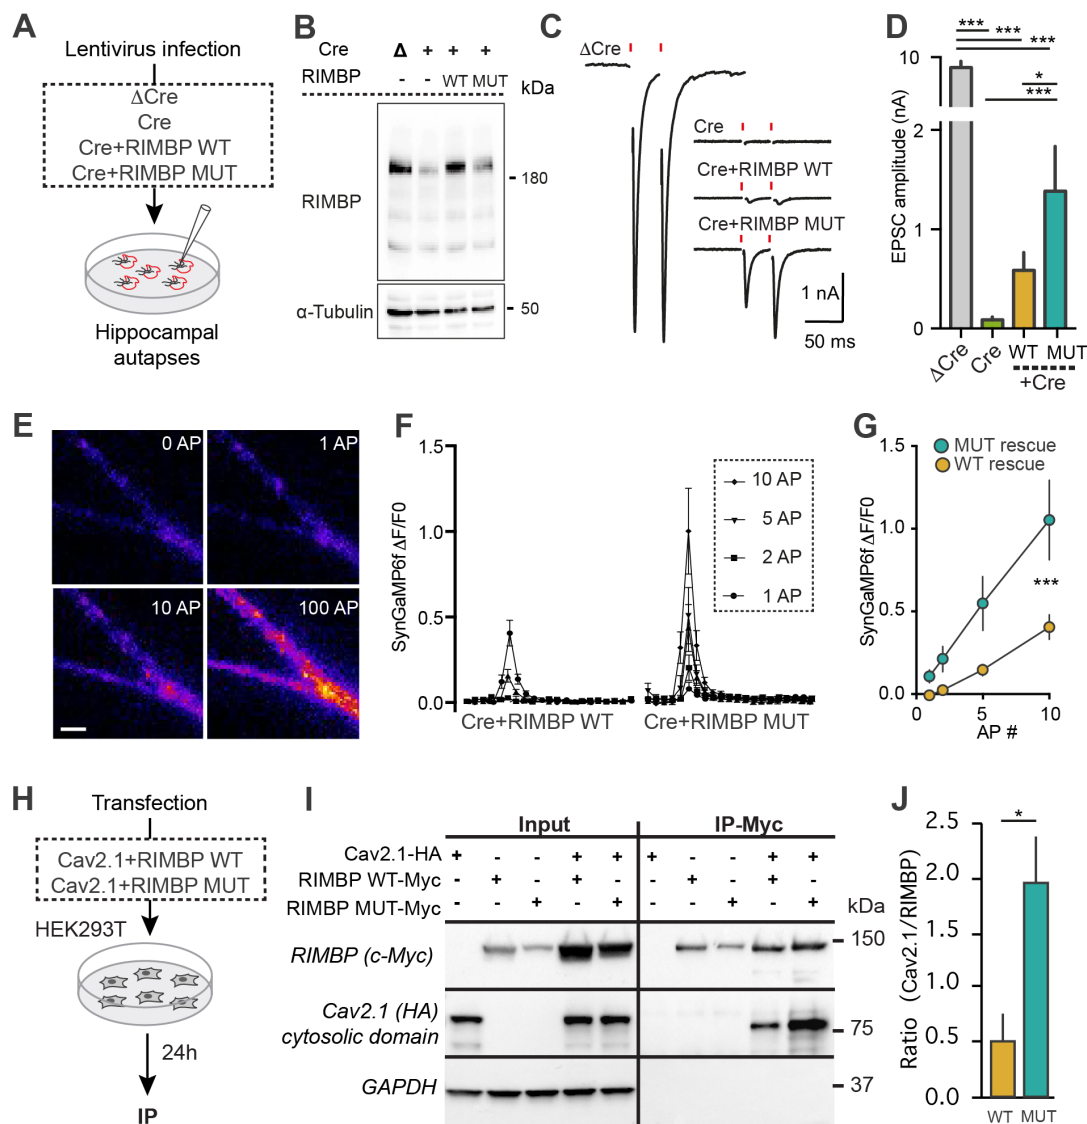 A
Lentivirus infection
ΔCre
Cre
Cre+RIMBP WT
Cre+RIMBP MUT
Hippocampal
autapses
B
Cre Δ + + +
RIMBP - - WT MUT
kDa
RIMBP
180
α-Tubulin
50
C
ΔCre
Cre
Cre+RIMBP WT
Cre+RIMBP MUT
1 nA
50 ms
D
*** *** ***
*
***
EPSC amplitude (nA)
10
2
1
0
ΔCre
Cre
WT MUT
+Cre
E
0 AP
1 AP
10 AP
100 AP
F
SynGaMP6f ΔF/F0
1.5
1.0
0.5
0.0
10 AP
5 AP
2 AP
1 AP
Cre+RIMBP WT
Cre+RIMBP MUT
G
MUT rescue
WT rescue
SynGaMP6f ΔF/F0
1.5
1.0
0.5
0.0
***
0 5 10
AP #
H
Transfection
Cav2.1+RIMBP WT
Cav2.1+RIMBP MUT
HEK293T
24h
IP
I
Input IP-Myc
Cav2.1-HA + - - + + + - - + +
RIMBP WT-Myc - + - + - - + - + -
RIMBP MUT-Myc - - + - + - - + - +
kDa
RIMBP (c-Myc)
150
Cav2.1 (HA)
cytosolic domain
75
GAPDH
37
J
Ratio (Cav2.1/RIMBP)
2.5
2.0
1.5
1.0
0.5
0.0
*
WT MUT